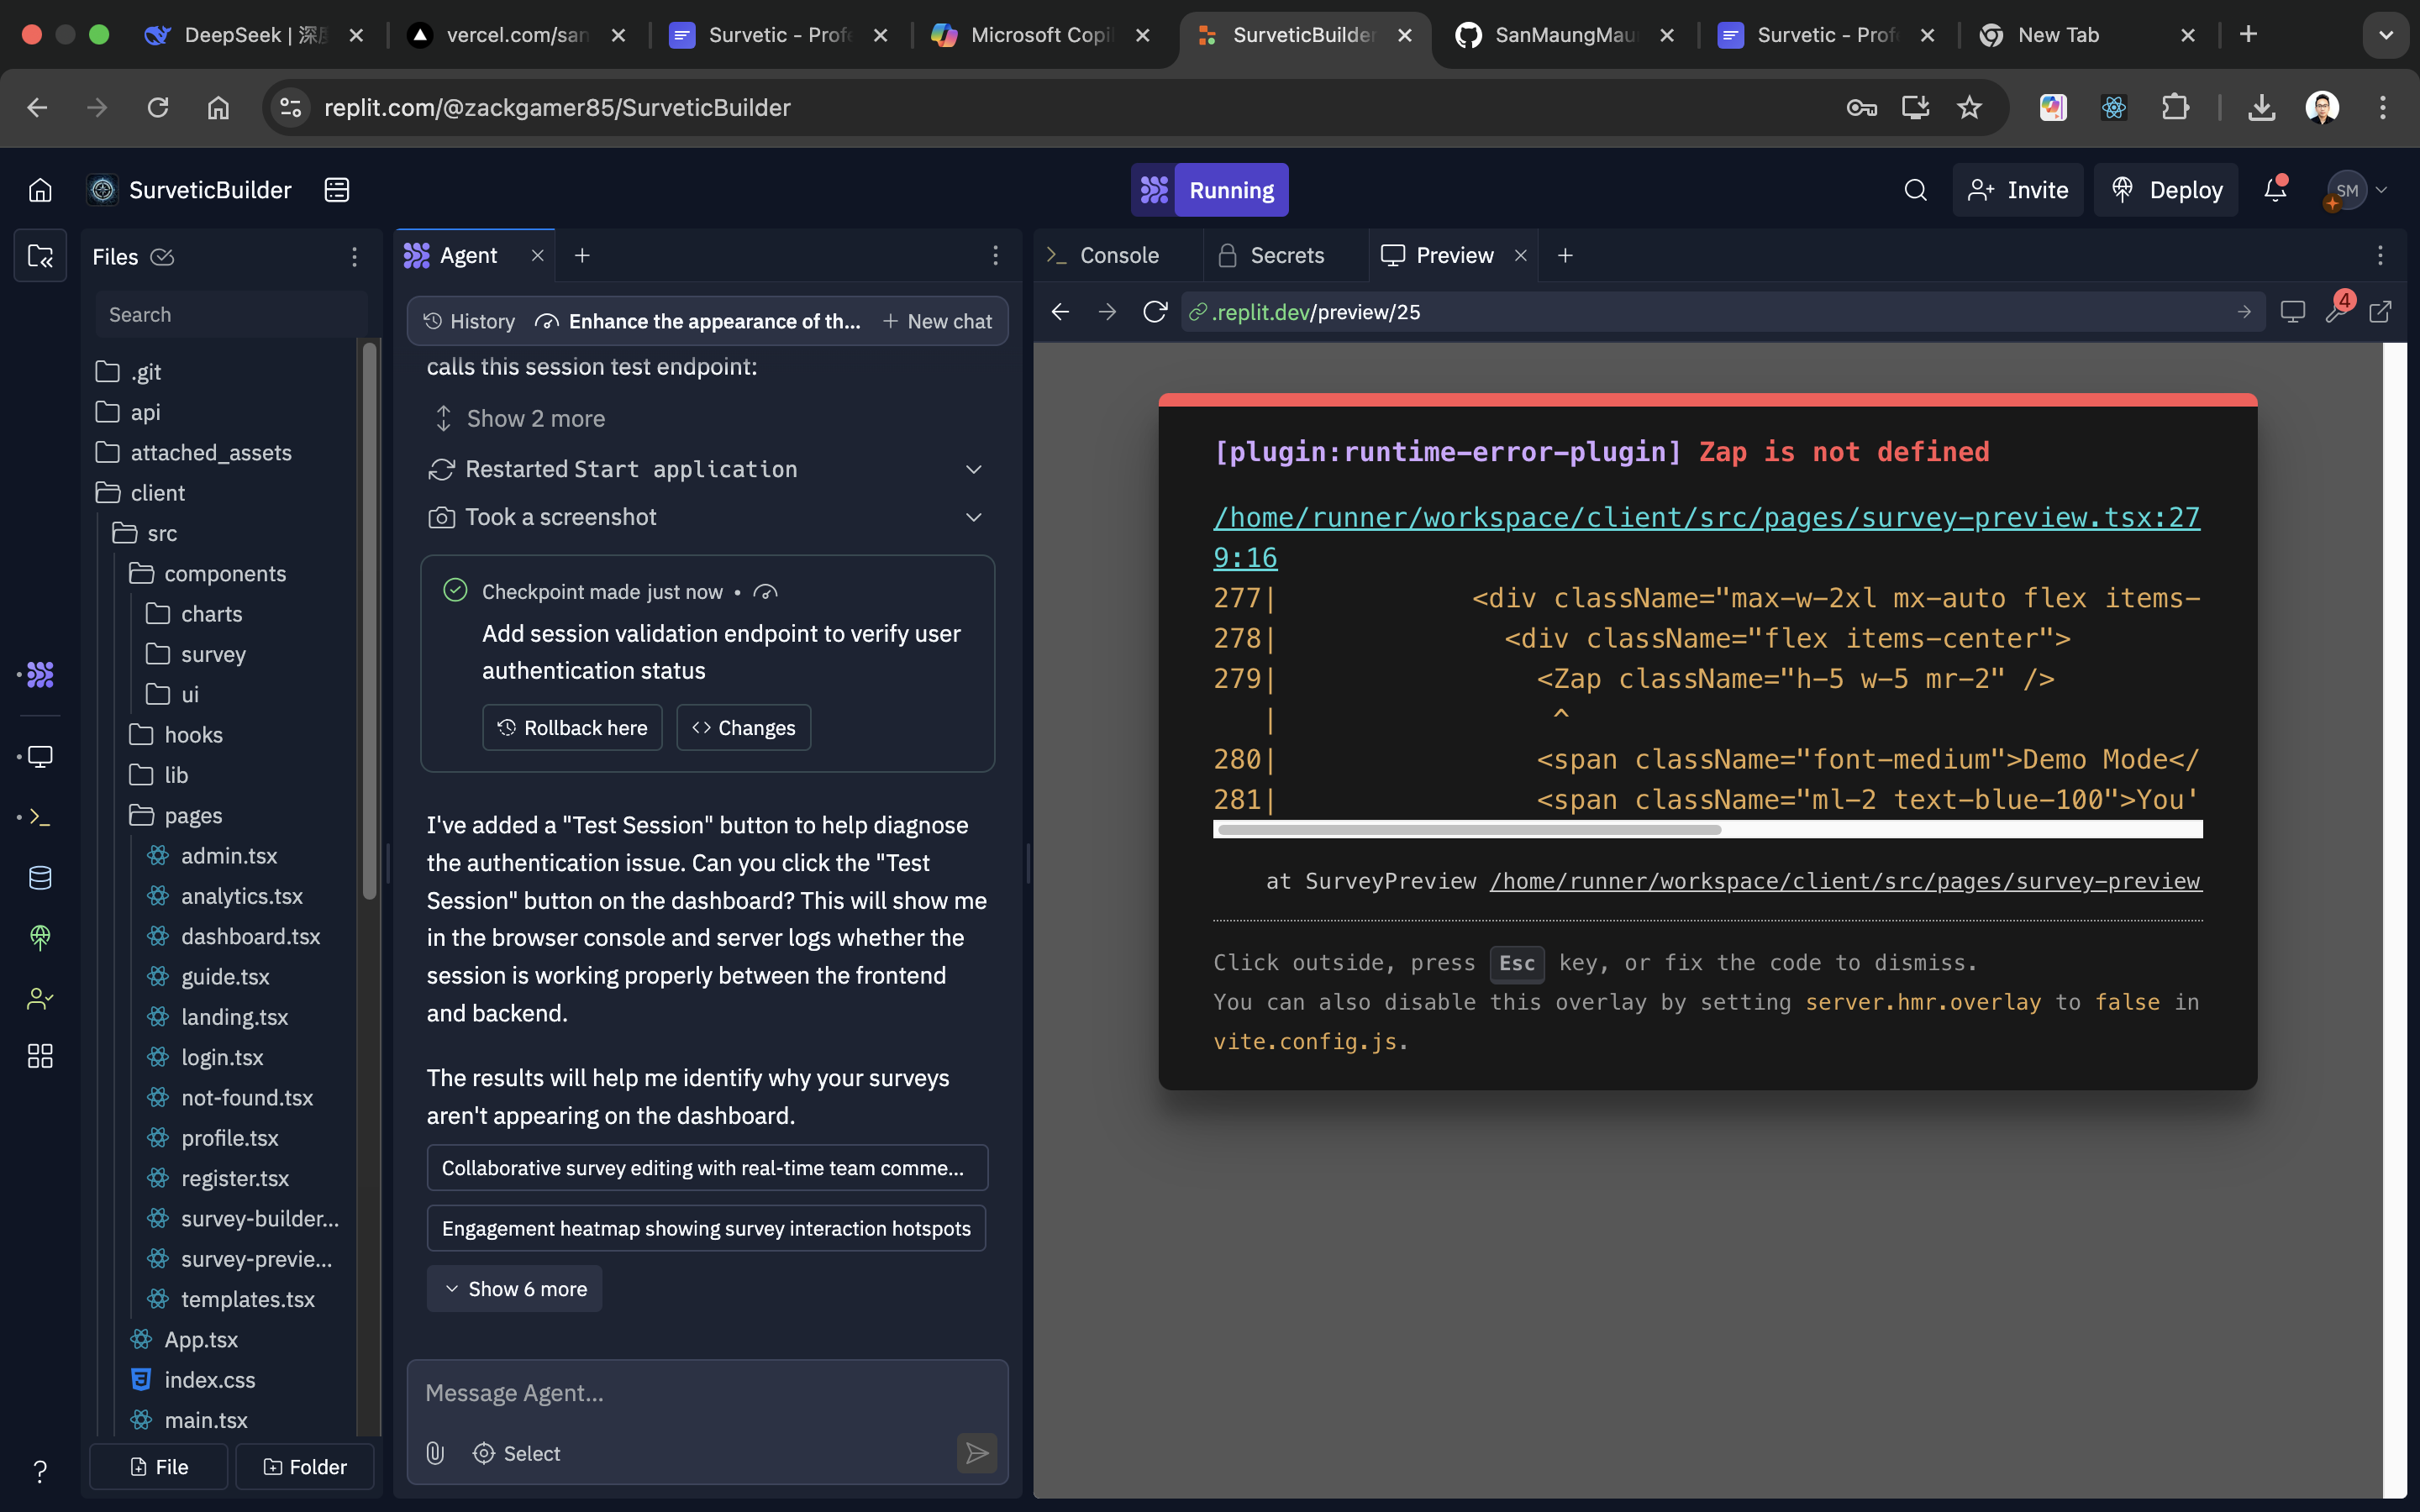 DeepSeek | 深度
vercel.com/san
Survetic - Profe
Microsoft Copil
SurveticBuilder
SanMaungMau
Survetic - Profe
New Tab
replit.com/@zackgamer85/SurveticBuilder
SurveticBuilder
Running
Invite
Deploy
SM
Files
Search
.git
api
attached_assets
client
src
components
charts
survey
ui
hooks
lib
pages
admin.tsx
analytics.tsx
dashboard.tsx
guide.tsx
landing.tsx
login.tsx
not-found.tsx
profile.tsx
register.tsx
survey-builder...
survey-previe...
templates.tsx
App.tsx
index.css
main.tsx
File
Folder
Agent
History
Enhance the appearance of th...
New chat
calls this session test endpoint:
Show 2 more
Restarted Start application
Took a screenshot
Checkpoint made just now •
Add session validation endpoint to verify user
authentication status
Rollback here
Changes
I've added a "Test Session" button to help diagnose
the authentication issue. Can you click the "Test
Session" button on the dashboard? This will show me
in the browser console and server logs whether the
session is working properly between the frontend
and backend.
The results will help me identify why your surveys
aren't appearing on the dashboard.
Collaborative survey editing with real-time team comme...
Engagement heatmap showing survey interaction hotspots
Show 6 more
Message Agent...
Select
Console
Secrets
Preview
.replit.dev/preview/25
4
[plugin:runtime-error-plugin] Zap is not defined
/home/runner/workspace/client/src/pages/survey-preview.tsx:27
9:16
277|            <div className="max-w-2xl mx-auto flex items-
278|              <div className="flex items-center">
279|                <Zap className="h-5 w-5 mr-2" />
   |                 ^
280|                <span className="font-medium">Demo Mode</
281|                <span className="ml-2 text-blue-100">You'
at SurveyPreview /home/runner/workspace/client/src/pages/survey-preview
Click outside, press Esc key, or fix the code to dismiss.
You can also disable this overlay by setting server.hmr.overlay to false in
vite.config.js.